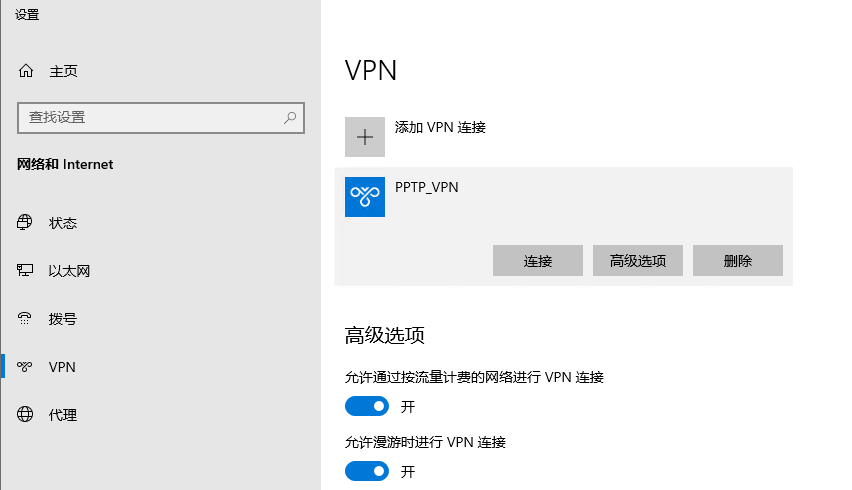 设置
主页
查找设置
网络和 Internet
状态
以太网
拨号
VPN
代理
VPN
添加 VPN 连接
PPTP_VPN
连接
高级选项
删除
高级选项
允许通过按流量计费的网络进行 VPN 连接
开
允许漫游时进行 VPN 连接
开